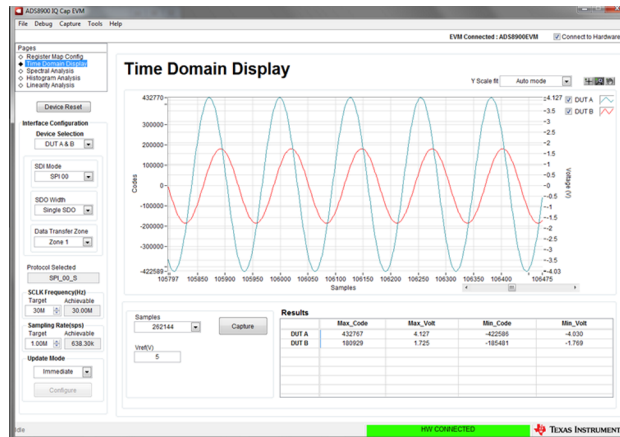 ADS8900 IQ Cap EVM
File Debug Capture Tools Help
EVM Connected : ADS8900EVM Connect to Hardware
Pages
Register Map Config
Time Domain Display
Spectral Analysis
Histogram Analysis
Linearity Analysis
Device Reset
Interface Configuration
Device Selection
DUT A & B
SDI Mode
SPI 00
SDO Width
Single SDO
Data Transfer Zone
Zone 1
Protocol Selected
SPI_00_S
SCLK Frequency(Hz)
Target Achievable
30M 30.00M
Sampling Rate(sps)
Target Achievable
1.00M 638.30k
Update Mode
Immediate
Configure
Time Domain Display
Y Scale fit Auto mode
DUT A
DUT B
432770
300000
200000
100000
0
-100000
-200000
-300000
-422589
Codes
4.127
3.5
3
2.5
2
1.5
1
0.5
0
-0.5
-1
-1.5
-2
-2.5
-3
-3.5
-4.03
Voltage (V)
106797 105850 105900 105950 106000 106050 106100 106150 106200 106250 106300 106350 106400 106475
Samples
Samples
262144
Capture
Vref(V)
5
Results
Max_Code Max_Volt Min_Code Min_Volt
DUT A 432767 4.127 -422586 -4.030
DUT B 180929 1.725 -185481 -1.769
Idle
HW CONNECTED
TEXAS INSTRUMENT